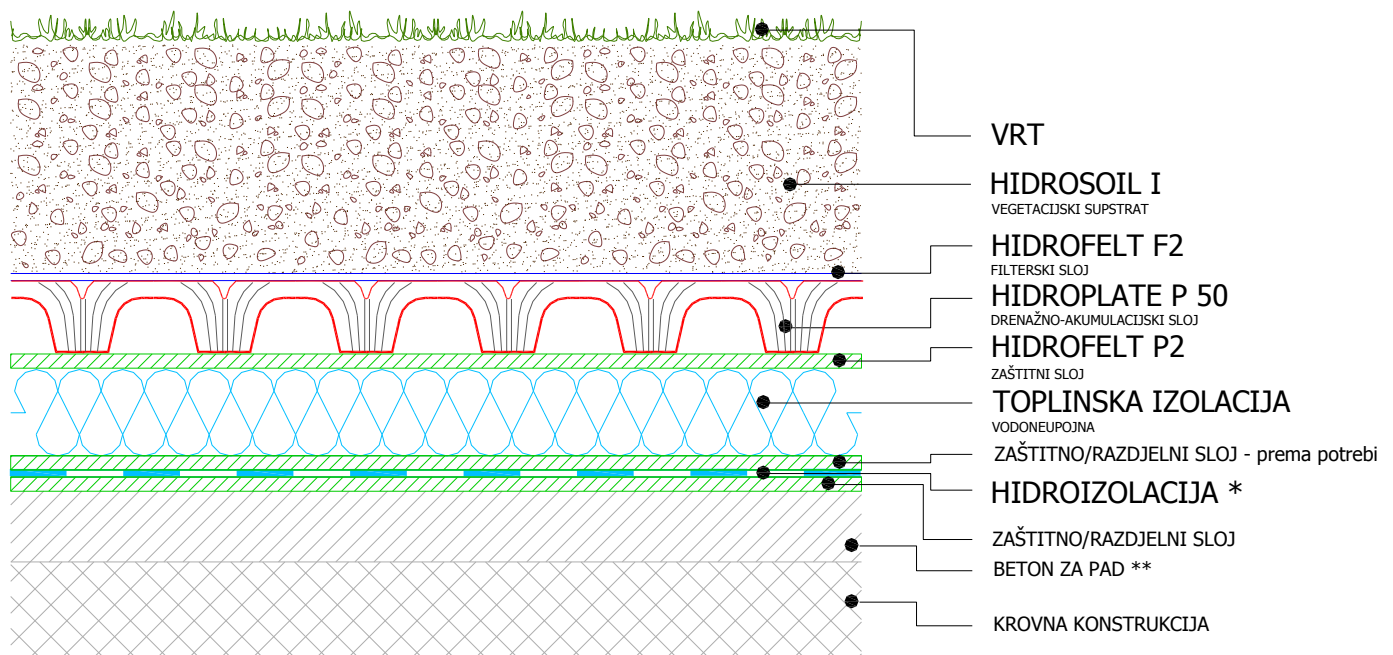 VRT
HIDROSOIL I
VEGETACIJSKI SUPSTRAT
HIDROFELT F2
FILTERSKI SLOJ
HIDROPLATE P 50
DRENAŽNO-AKUMULACIJSKI SLOJ
HIDROFELT P2
ZAŠTITNI SLOJ
TOPLINSKA IZOLACIJA
VODONEUPOJNA
ZAŠTITNO/RAZDJELNI SLOJ - prema potrebi
HIDROIZOLACIJA *
ZAŠTITNO/RAZDJELNI SLOJ
BETON ZA PAD **
KROVNA KONSTRUKCIJA